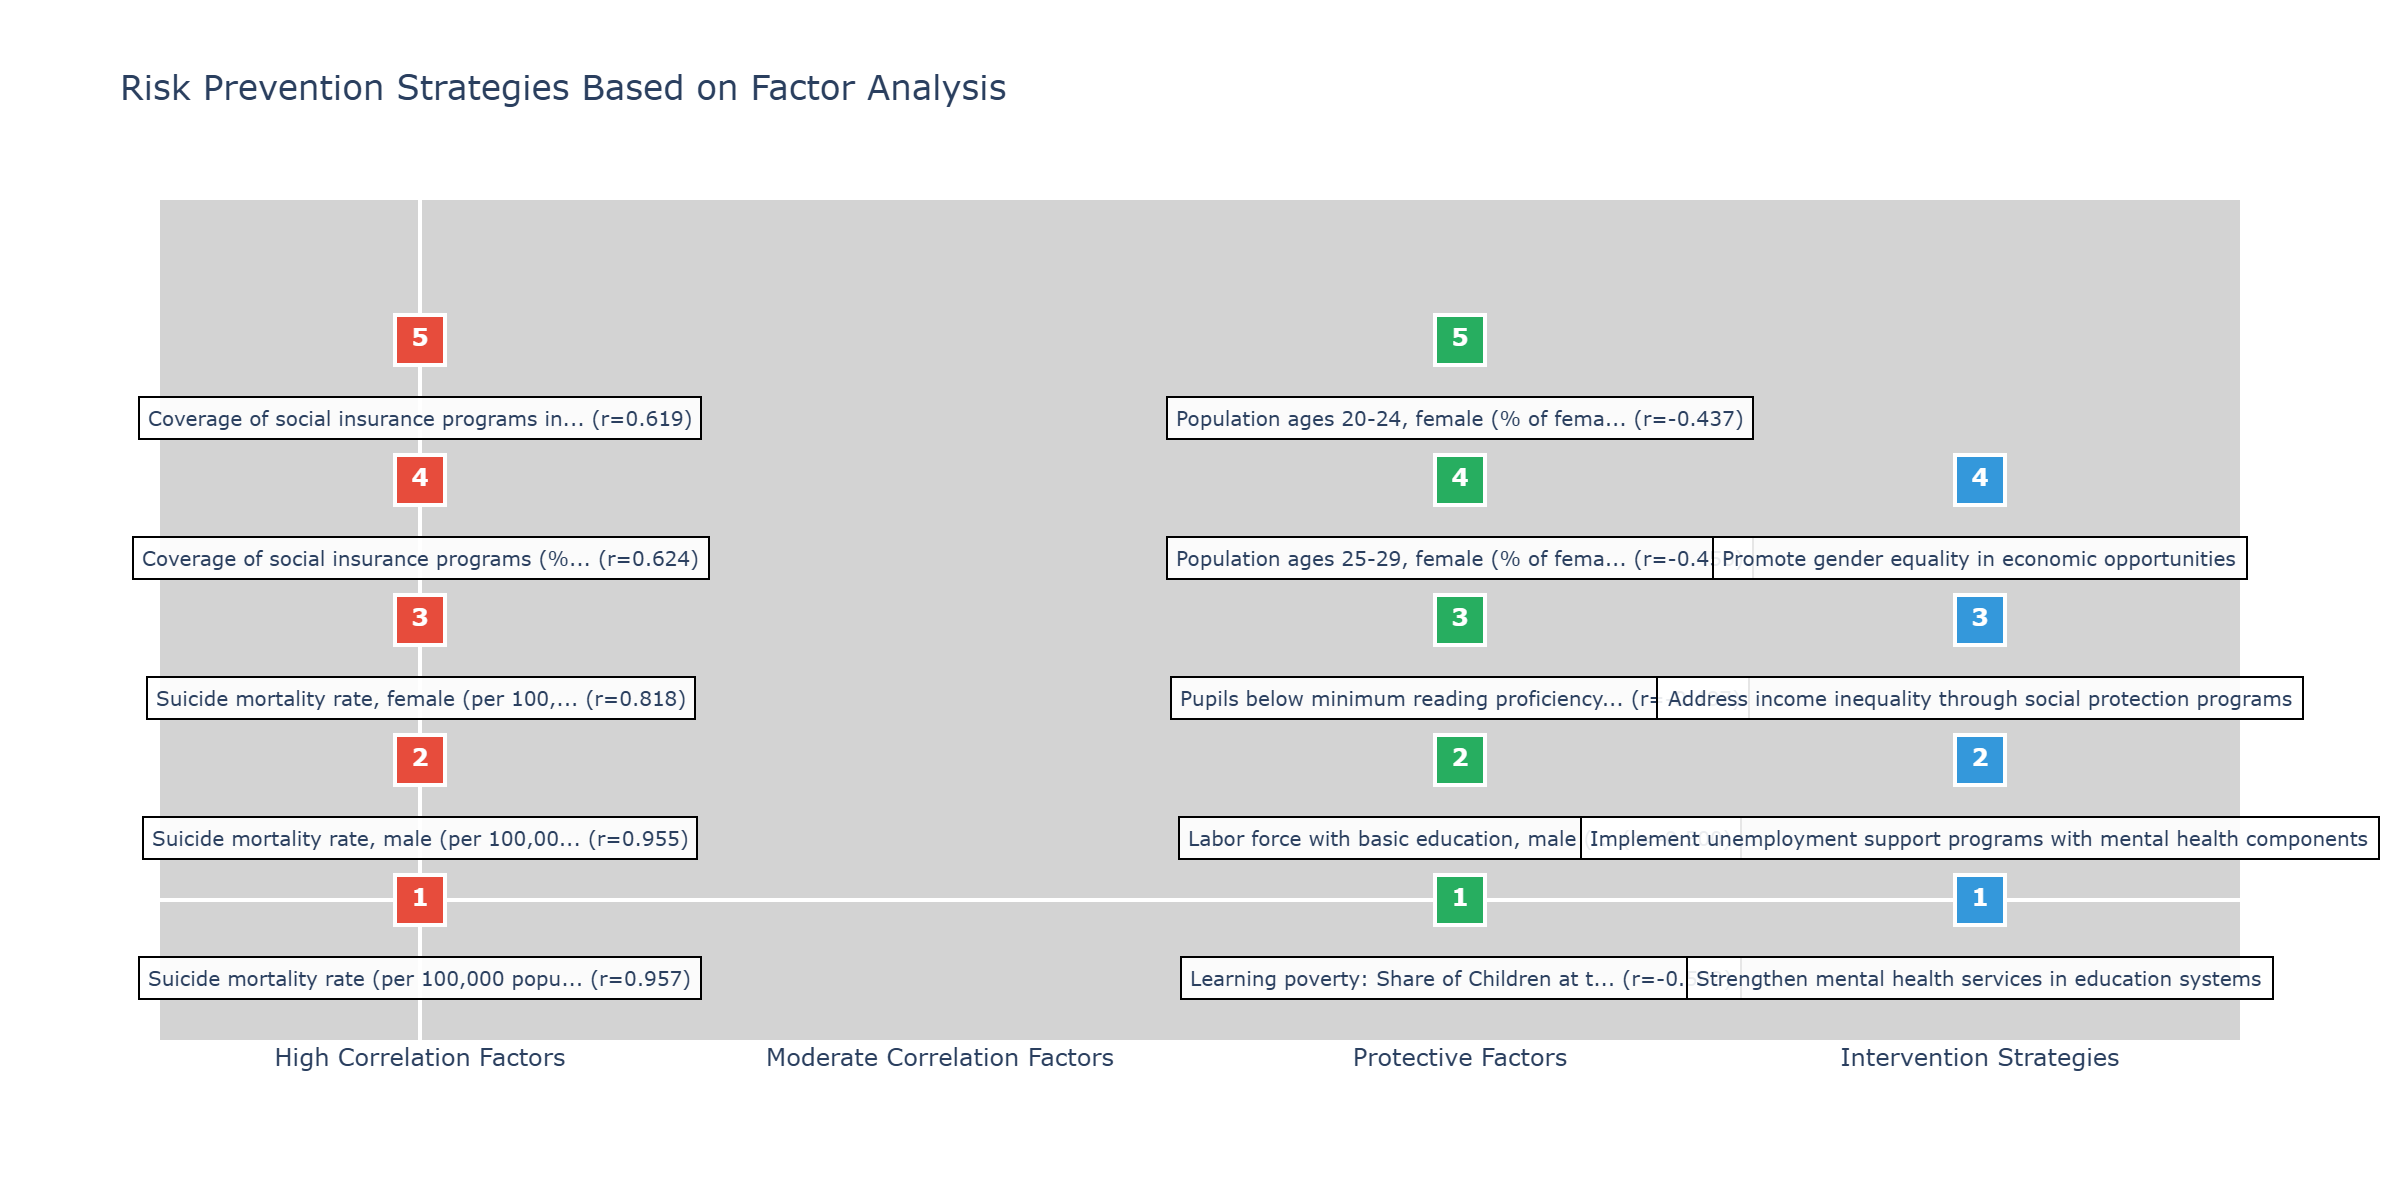 Risk Prevention Strategies Based on Factor Analysis
5
Coverage of social insurance programs in... (r=0.619)
4
Coverage of social insurance programs (%... (r=0.624)
3
Suicide mortality rate, female (per 100,... (r=0.818)
2
Suicide mortality rate, male (per 100,00... (r=0.955)
1
Suicide mortality rate (per 100,000 popu... (r=0.957)
High Correlation Factors
Moderate Correlation Factors
5
Population ages 20-24, female (% of fema... (r=-0.437)
4
Population ages 25-29, female (% of fema...
3
Pupils below minimum reading proficiency...
2
Labor force with basic education, male
1
Learning poverty: Share of Children at t...
Protective Factors
4
Promote gender equality in economic opportunities
3
Address income inequality through social protection programs
2
Implement unemployment support programs with mental health components
1
Strengthen mental health services in education systems
Intervention Strategies